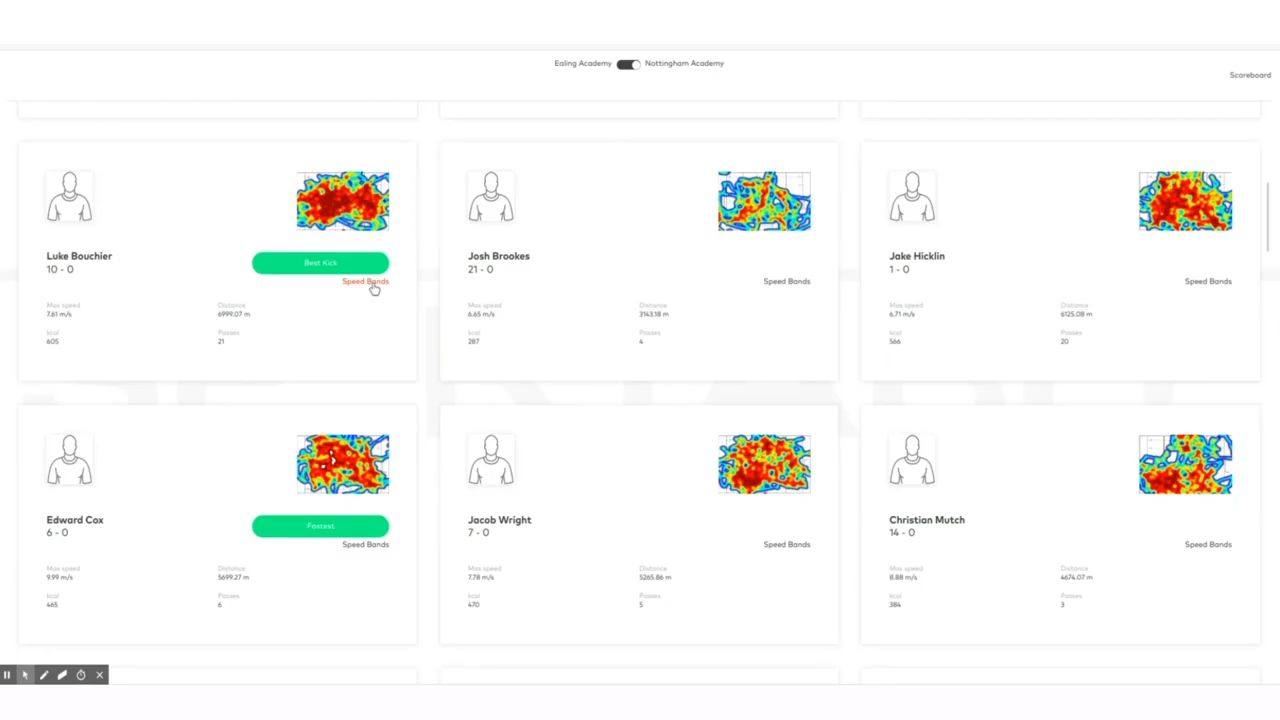 Ealing Academy Nottingham Academy
Scoreboard
Luke Bouchier
10 - 0
Best Kick
Speed Bands
Max speed
7.61 m/s
Distance
6999.07 m
kcal
605
Passes
21
Josh Brookes
21 - 0
Speed Bands
Max speed
6.65 m/s
Distance
3143.18 m
kcal
287
Passes
4
Jake Hicklin
1 - 0
Speed Bands
Max speed
6.71 m/s
Distance
6125.08 m
kcal
566
Passes
20
Edward Cox
6 - 0
Fastest
Speed Bands
Max speed
9.99 m/s
Distance
5699.27 m
kcal
465
Passes
6
Jacob Wright
7 - 0
Speed Bands
Max speed
7.78 m/s
Distance
5265.86 m
kcal
470
Passes
5
Christian Mutch
14 - 0
Speed Bands
Max speed
8.88 m/s
Distance
4674.07 m
kcal
384
Passes
3